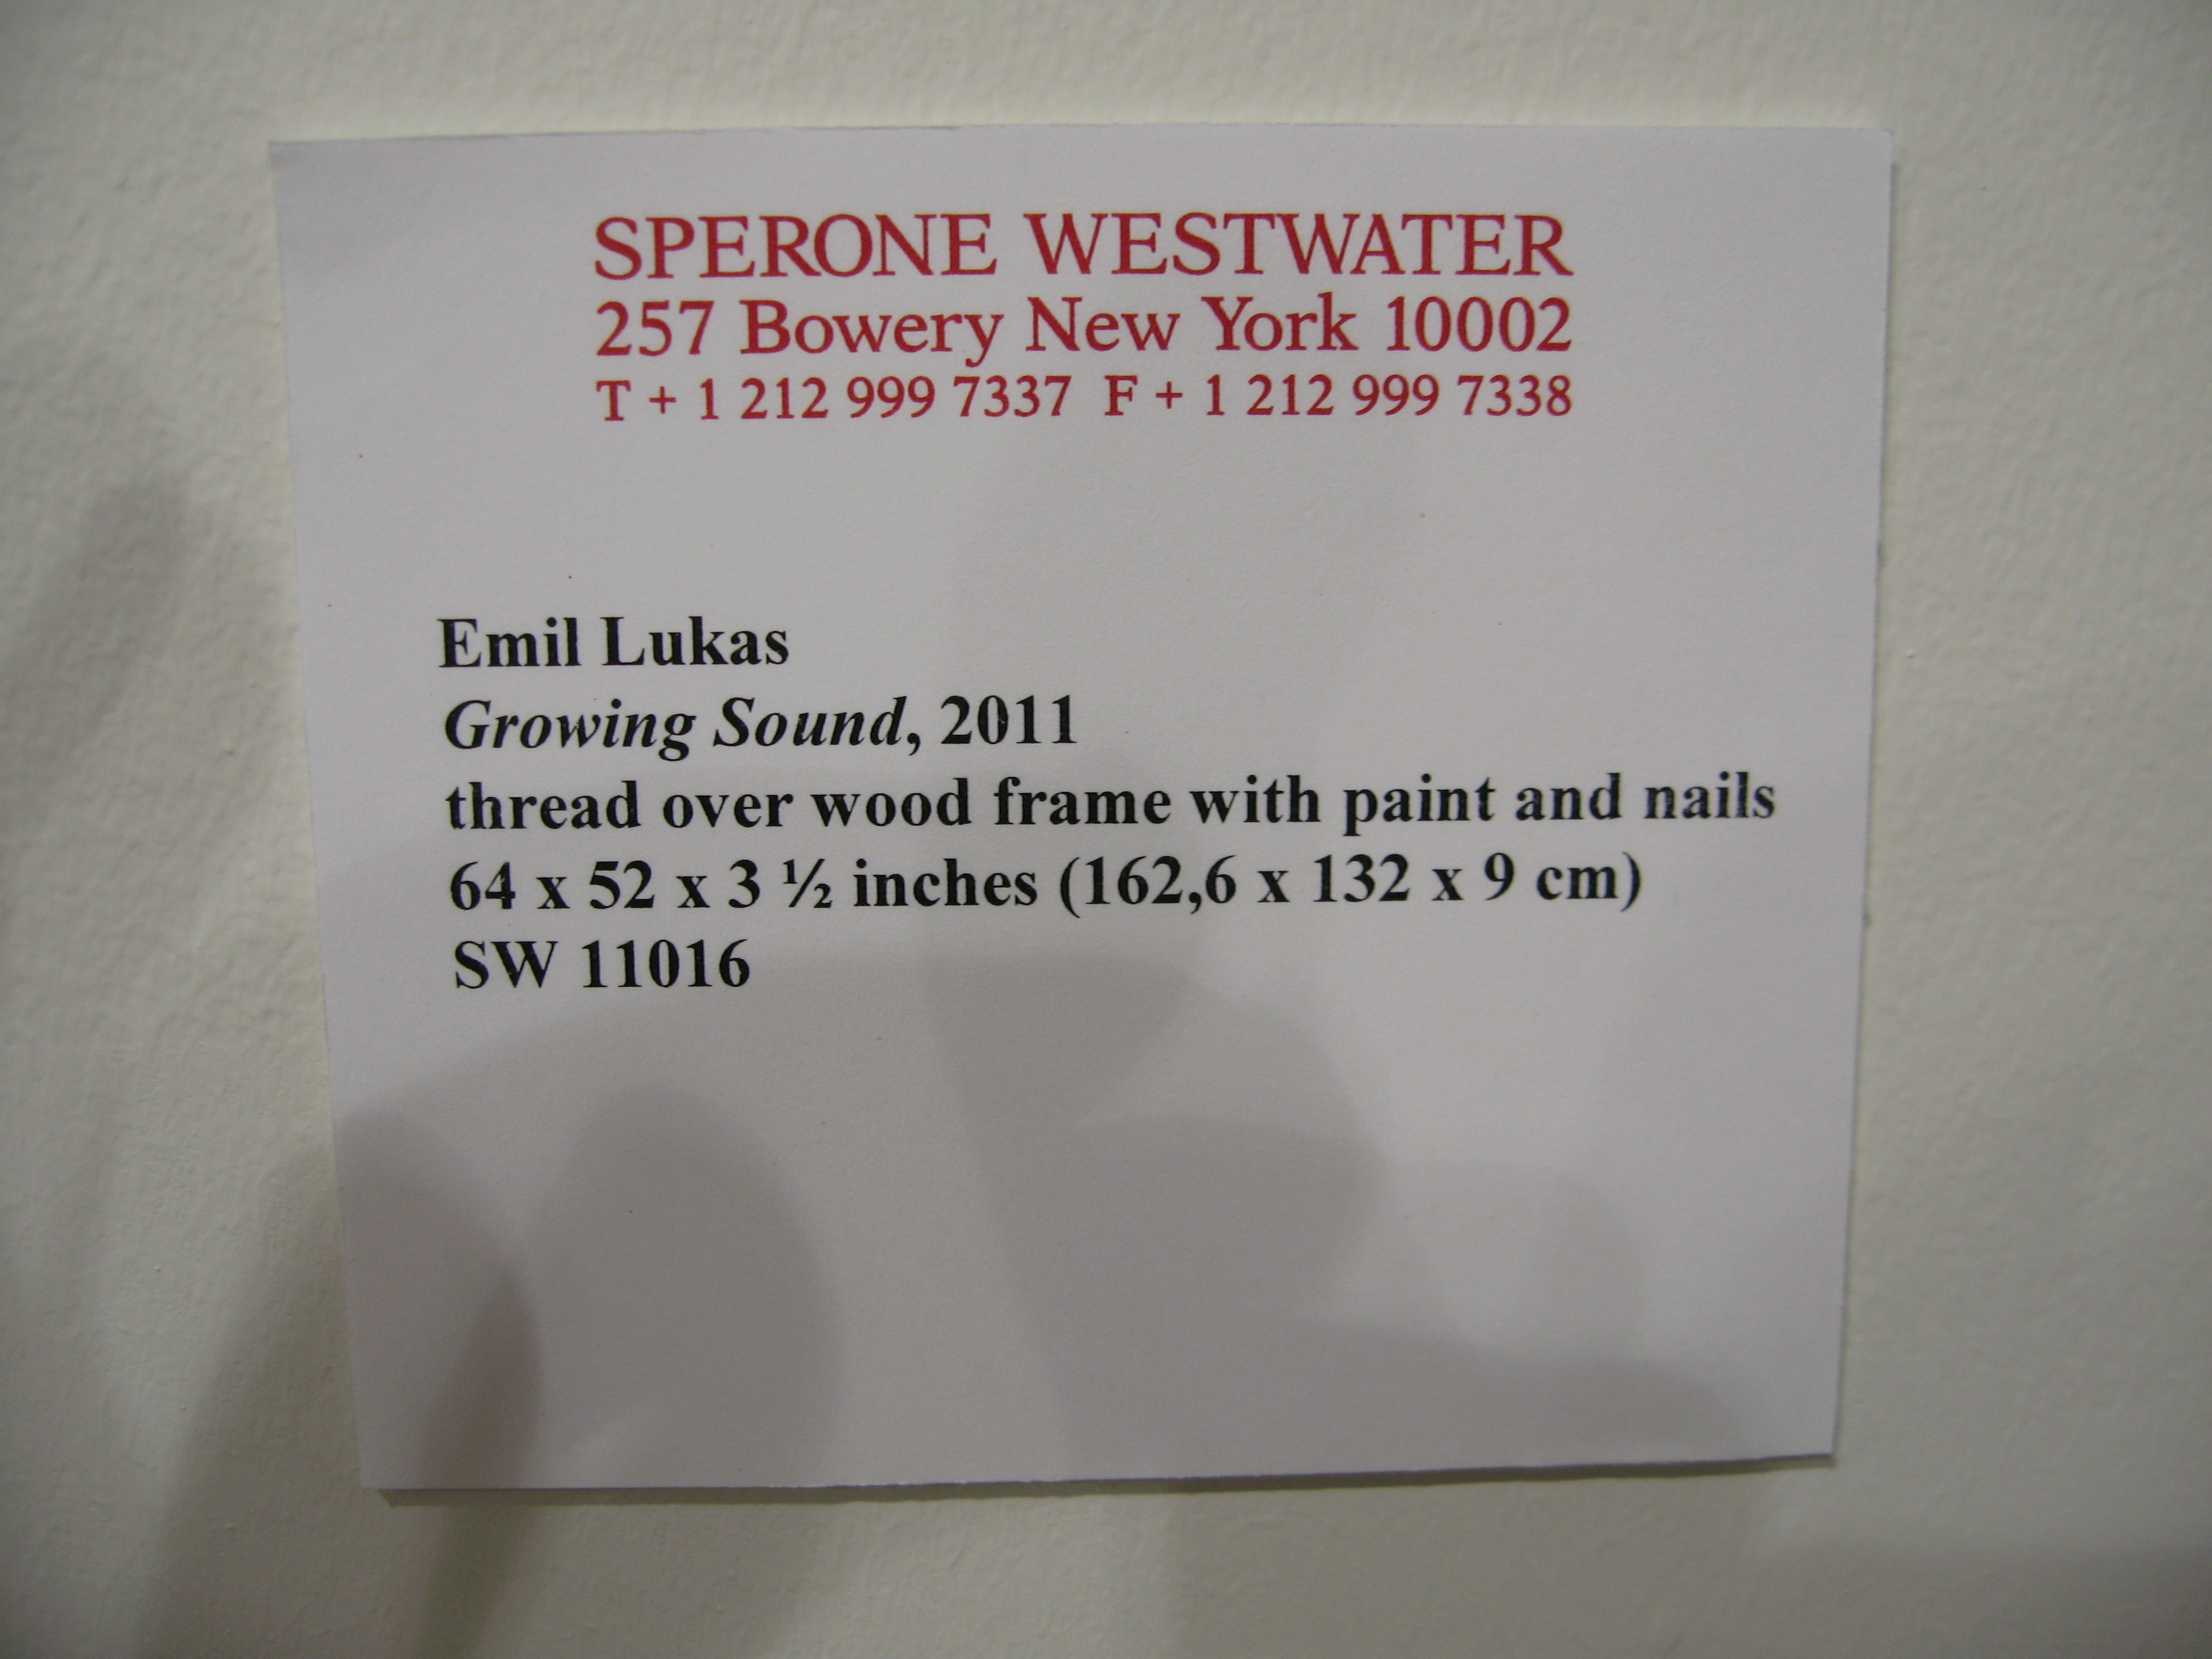 SPERONE WESTWATER
257 Bowery New York 10002
T + 1 212 999 7337 F + 1 212 999 7338
Emil Lukas
Growing Sound, 2011
thread over wood frame with paint and nails
64 x 52 x 3 ½ inches (162,6 x 132 x 9 cm)
SW 11016